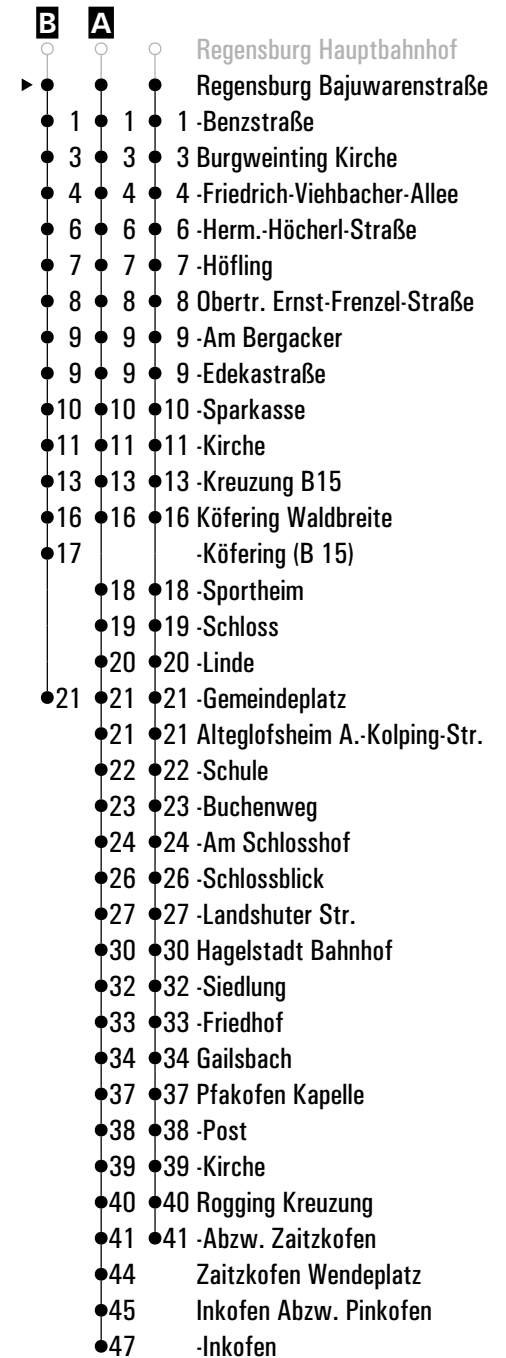 B A
Regensburg Hauptbahnhof
Regensburg Bajuwarenstraße
1 1 1 -Benzstraße
3 3 3 Burgweinting Kirche
4 4 4 -Friedrich-Viehbacher-Allee
6 6 6 -Herm.-Höcherl-Straße
7 7 7 -Höfling
8 8 8 Obertr. Ernst-Frenzel-Straße
9 9 9 -Am Bergacker
9 9 9 -Edekastraße
10 10 10 -Sparkasse
11 11 11 -Kirche
13 13 13 -Kreuzung B15
16 16 16 Köfering Waldbreite
17 -Köfering (B 15)
18 18 -Sportheim
19 19 -Schloss
20 20 -Linde
21 21 21 -Gemeindeplatz
21 21 Alteglofsheim A.-Kolping-Str.
22 22 -Schule
23 23 -Buchenweg
24 24 -Am Schlosshof
26 26 -Schlossblick
27 27 -Landshuter Str.
30 30 Hagelstadt Bahnhof
32 32 -Siedlung
33 33 -Friedhof
34 34 Gailsbach
37 37 Pfakofen Kapelle
38 38 -Post
39 39 -Kirche
40 40 Rogging Kreuzung
41 41 -Abzw. Zaitzkofen
44 Zaitzkofen Wendeplatz
45 Inkofen Abzw. Pinkofen
47 -Inkofen